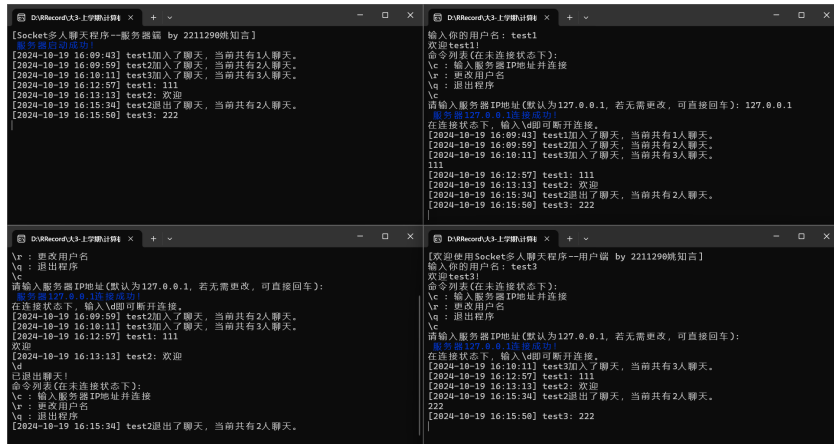 D:\RRecord\大3-上学期\计算机
[Socket多人聊天程序--服务器端 by 2211290姚知言]
服务器启动成功!
[2024-10-19 16:09:43] test1加入了聊天, 当前共有1人聊天。
[2024-10-19 16:09:59] test2加入了聊天, 当前共有2人聊天。
[2024-10-19 16:10:11] test3加入了聊天, 当前共有3人聊天。
[2024-10-19 16:12:57] test1: 111
[2024-10-19 16:13:13] test2: 欢迎
[2024-10-19 16:15:34] test2退出了聊天, 当前共有2人聊天。
[2024-10-19 16:15:50] test3: 222
D:\RRecord\大3-上学期\计算机
输入你的用户名: test1
欢迎test1!
命令列表(在未连接状态下):
\c : 输入服务器IP地址并连接
\r : 更改用户名
\q : 退出程序
\c
请输入服务器IP地址(默认为127.0.0.1, 若无需更改, 可直接回车): 127.0.0.1
服务器127.0.0.1连接成功!
在连接状态下, 输入\d即可断开连接。
[2024-10-19 16:09:43] test1加入了聊天, 当前共有1人聊天。
[2024-10-19 16:09:59] test2加入了聊天, 当前共有2人聊天。
[2024-10-19 16:10:11] test3加入了聊天, 当前共有3人聊天。
111
[2024-10-19 16:12:57] test1: 111
[2024-10-19 16:13:13] test2: 欢迎
[2024-10-19 16:15:34] test2退出了聊天, 当前共有2人聊天。
[2024-10-19 16:15:50] test3: 222
D:\RRecord\大3-上学期\计算机
\r : 更改用户名
\q : 退出程序
\c
请输入服务器IP地址(默认为127.0.0.1, 若无需更改, 可直接回车):
服务器127.0.0.1连接成功!
在连接状态下, 输入\d即可断开连接。
[2024-10-19 16:09:59] test2加入了聊天, 当前共有2人聊天。
[2024-10-19 16:10:11] test3加入了聊天, 当前共有3人聊天。
[2024-10-19 16:12:57] test1: 111
欢迎
[2024-10-19 16:13:13] test2: 欢迎
\d
已退出聊天!
命令列表(在未连接状态下):
\c : 输入服务器IP地址并连接
\r : 更改用户名
\q : 退出程序
[2024-10-19 16:15:34] test2退出了聊天, 当前共有2人聊天。
D:\RRecord\大3-上学期\计算机
[欢迎使用Socket多人聊天程序--用户端 by 2211290姚知言]
输入你的用户名: test3
欢迎test3!
命令列表(在未连接状态下):
\c : 输入服务器IP地址并连接
\r : 更改用户名
\q : 退出程序
\c
请输入服务器IP地址(默认为127.0.0.1, 若无需更改, 可直接回车):
服务器127.0.0.1连接成功!
在连接状态下, 输入\d即可断开连接。
[2024-10-19 16:10:11] test3加入了聊天, 当前共有3人聊天。
[2024-10-19 16:12:57] test1: 111
[2024-10-19 16:13:13] test2: 欢迎
[2024-10-19 16:15:34] test2退出了聊天, 当前共有2人聊天。
222
[2024-10-19 16:15:50] test3: 222